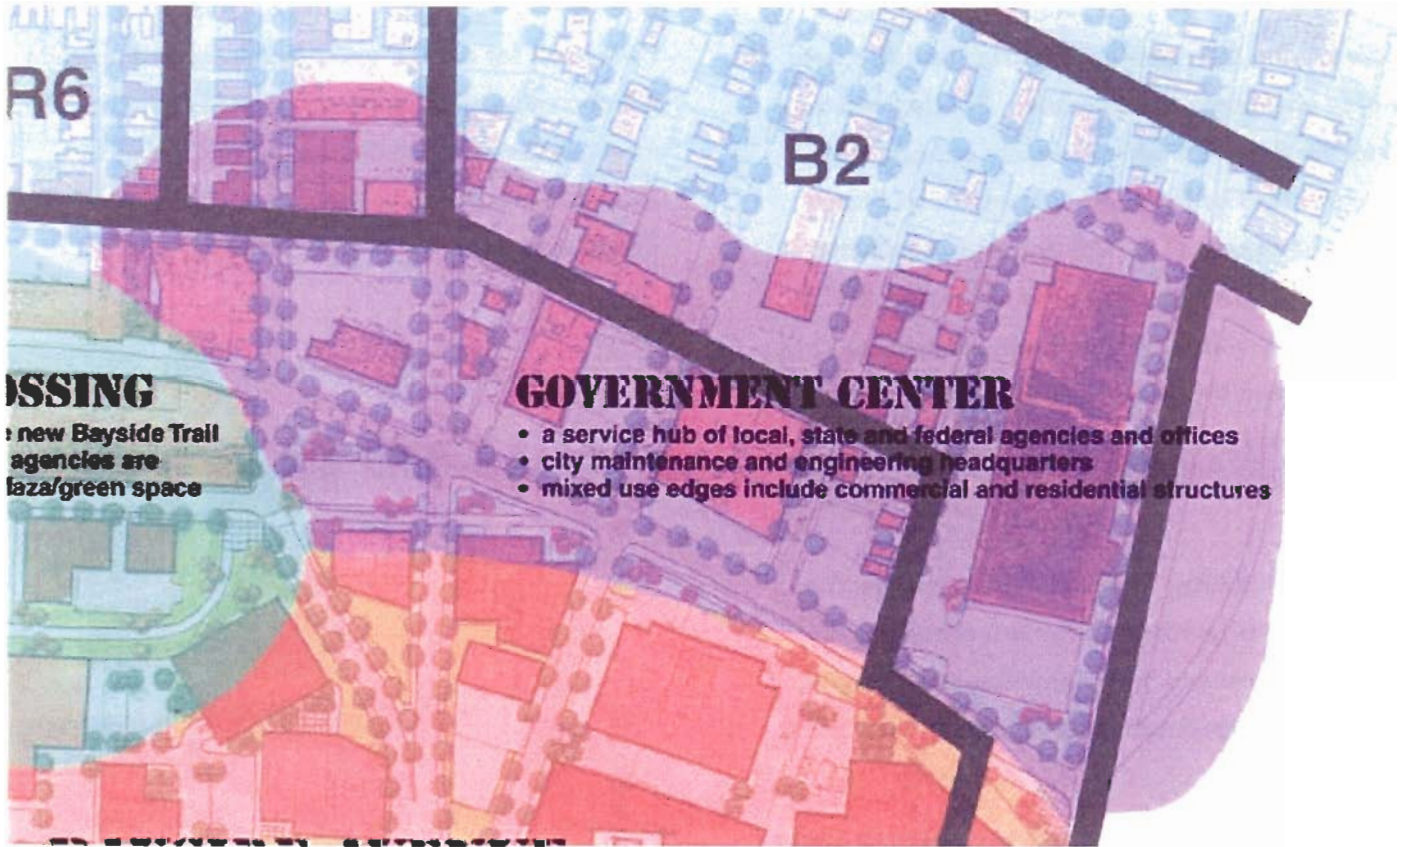 R6
B2
OSSING
new Bayside Trail
agencies are
laza/green space
GOVERNMENT CENTER
• a service hub of local, state and federal agencies and offices
• city maintenance and engineering headquarters
• mixed use edges include commercial and residential structures